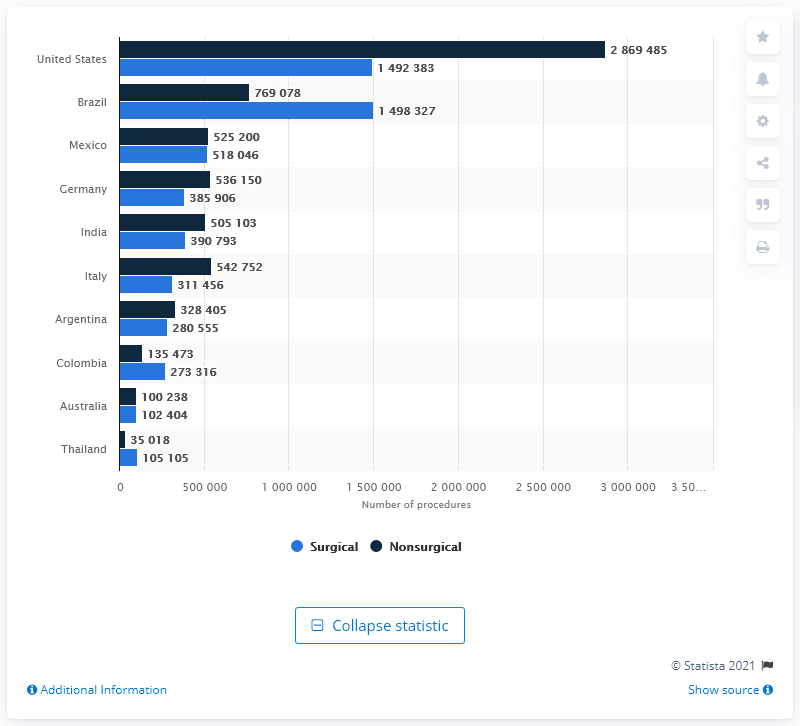 United States 2 869 485
1 492 383
Brazil 769 078
1 498 327
Mexico 525 200
518 046
Germany 536 150
385 906
India 505 103
390 793
Italy 542 752
311 456
Argentina 328 405
280 555
Colombia 135 473
273 316
Australia 100 238
102 404
Thailand 35 018
105 105
0 500 000 1 000 000 1 500 000 2 000 000 2 500 000 3 000 000 3 50...
Number of procedures
Surgical Nonsurgical
Collapse statistic
© Statista 2021
Additional Information Show source